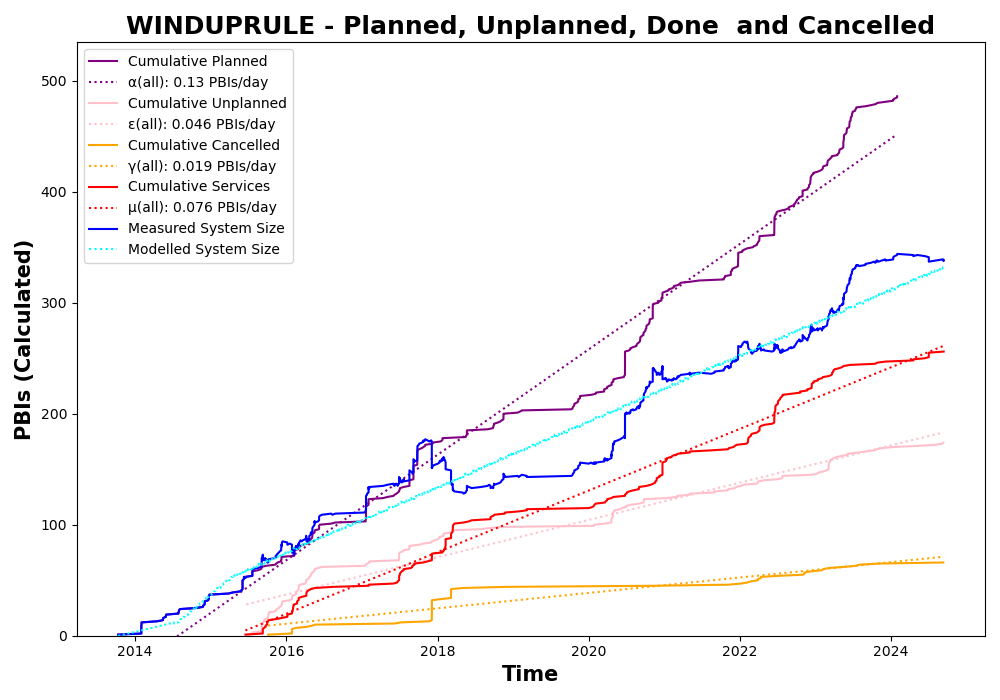 WINDUPRULE - Planned, Unplanned, Done  and Cancelled
Cumulative Planned
α(all): 0.13 PBIs/day
Cumulative Unplanned
ε(all): 0.046 PBIs/day
Cumulative Cancelled
γ(all): 0.019 PBIs/day
Cumulative Services
μ(all): 0.076 PBIs/day
Measured System Size
Modelled System Size
PBIs (Calculated)
500
400
300
200
100
0
2014 2016 2018 2020 2022 2024
Time